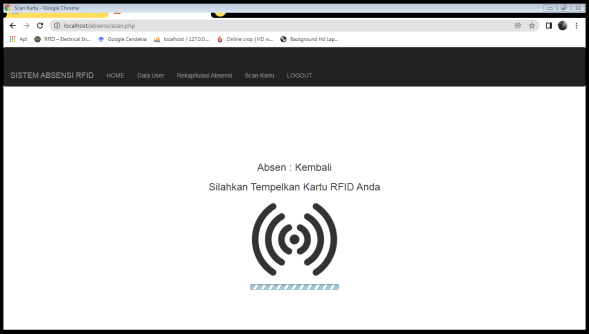 Scan Kartu - Google Chrome
localhost/absensi/scan.php
Apl RFID – Electrical En... Google Cendekia localhost / 127.0.0... Online crop | HD w... Background Hd Lap...
SISTEM ABSENSI RFID HOME Data User Rekapitulasi Absensi Scan Kartu LOGOUT
Absen : Kembali
Silahkan Tempelkan Kartu RFID Anda